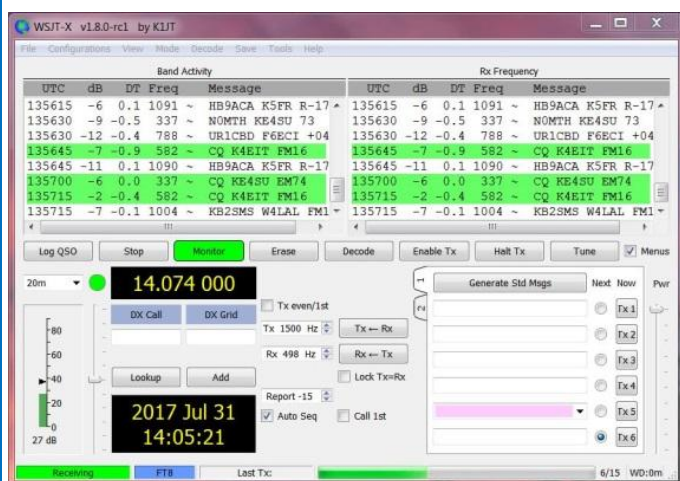 WSJT-X v1.8.0-rc1 by K1JT
File Configurations View Mode Decode Save Tools Help
Band Activity
UTC dB DT Freq Message
135615 -6 0.1 1091 ~ HB9ACA K5FR R-17
135630 -9 -0.5 337 ~ N0MTH KE4SU 73
135630 -12 -0.4 788 ~ UR1CBD F6ECI +04
135645 -7 -0.9 582 ~ CQ K4EIT FM16
135645 -11 0.1 1090 ~ HB9ACA K5FR R-17
135700 -6 0.0 337 ~ CQ KE4SU EM74
135715 -2 -0.4 582 ~ CQ K4EIT FM16
135715 -7 -0.1 1004 ~ KB2SMS W4LAL FM1
Rx Frequency
UTC dB DT Freq Message
135615 -6 0.1 1091 ~ HB9ACA K5FR R-17
135630 -9 -0.5 337 ~ N0MTH KE4SU 73
135630 -12 -0.4 788 ~ UR1CBD F6ECI +04
135645 -7 -0.9 582 ~ CQ K4EIT FM16
135645 -11 0.1 1090 ~ HB9ACA K5FR R-17
135700 -6 0.0 337 ~ CQ KE4SU EM74
135715 -2 -0.4 582 ~ CQ K4EIT FM16
135715 -7 -0.1 1004 ~ KB2SMS W4LAL FM1
Log QSO Stop Monitor Erase Decode Enable Tx Halt Tx Tune Menus
20m 14.074 000
DX Call DX Grid
Lookup Add
2017 Jul 31
14:05:21
80
60
40
20
0
27 dB
Tx even/1st
Tx 1500 Hz Tx ← Rx
Rx 498 Hz Rx ← Tx
Lock Tx=Rx
Report -15
Auto Seq Call 1st
1
2
Generate Std Msgs Next Now Pwr
Tx 1
Tx 2
Tx 3
Tx 4
Tx 5
Tx 6
Receiving FT8 Last Tx: 6/15 WD:0m